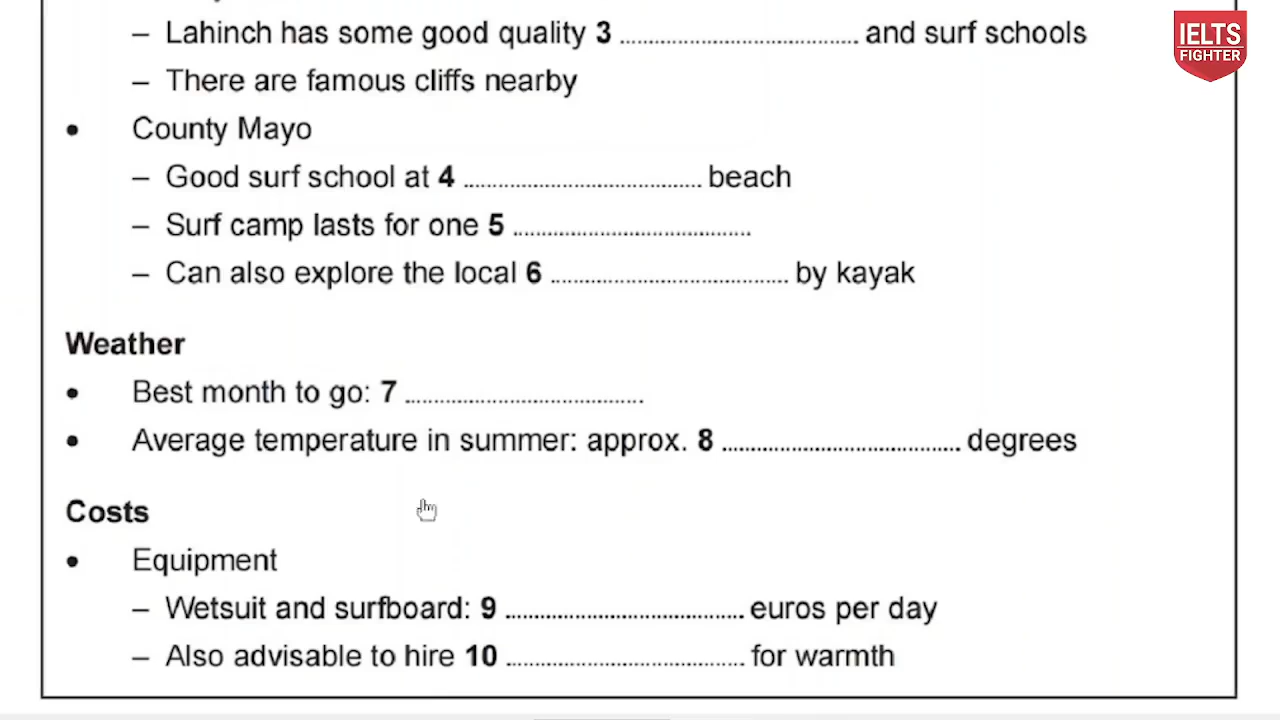 IELTS
FIGHTER
– Lahinch has some good quality 3 ........................................ and surf schools
– There are famous cliffs nearby
• County Mayo
– Good surf school at 4 ........................................ beach
– Surf camp lasts for one 5 ........................................
– Can also explore the local 6 ........................................ by kayak
Weather
• Best month to go: 7 ........................................
• Average temperature in summer: approx. 8 ........................................ degrees
Costs
• Equipment
– Wetsuit and surfboard: 9 ........................................ euros per day
– Also advisable to hire 10 ........................................ for warmth